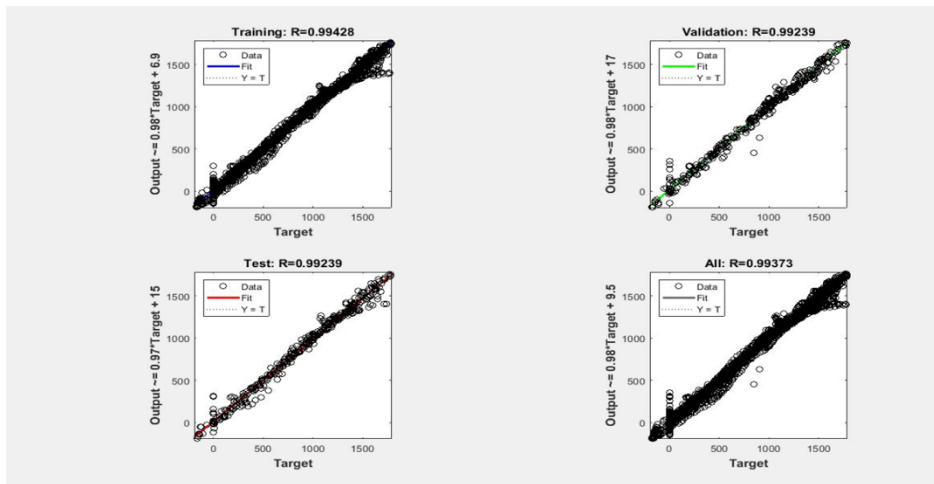 Training: R=0.99428
Output ~= 0.98*Target + 6.9
1500
1000
500
0
Data
Fit
Y = T
0
500
1000
1500
Target
Validation: R=0.99239
Output ~= 0.98*Target + 17
1500
1000
500
0
Data
Fit
Y = T
0
500
1000
1500
Target
Test: R=0.99239
Output ~= 0.97*Target + 15
1500
1000
500
0
Data
Fit
Y = T
0
500
1000
1500
Target
All: R=0.99373
Output ~= 0.98*Target + 9.5
1500
1000
500
0
Data
Fit
Y = T
0
500
1000
1500
Target